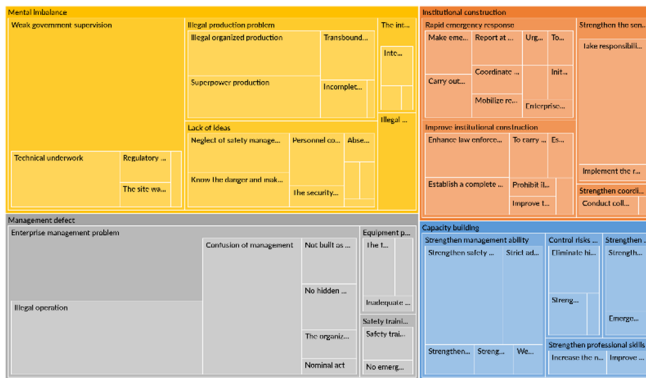 Mental imbalance
Weak government supervision
Technical underwork
Regulatory ...
The site wa...
Illegal production problem
Illegal organized production
Transbound...
Superpower production
Incomplet...
Lack of Ideas
Neglect of safety manage...
Personnel co...
Abse...
Know the danger and mak...
The security...
The int...
Inte...
Illegal ...
Institutional construction
Rapid emergency response
Make eme...
Report at ...
Urg...
To...
Coordinate ...
Init...
Carry out...
Mobilize re...
Enterprise...
Improve institutional construction
Enhance law enforce...
To carry ...
Es...
Establish a complete ...
Prohibit il...
Improve t...
Strengthen the sen...
Take responsibili...
Implement the r...
Strengthen coordi...
Conduct coll...
Management defect
Enterprise management problem
Illegal operation
Confusion of management
Not built as ...
No hidden ...
The organiz...
Nominal act
Equipment p...
The t...
Inadequate ...
Safety traini...
Safety trai...
No emerg...
Capacity building
Strengthen management ability
Strengthen safety ...
Strict ad...
Strengthen...
Streng...
We...
Control risks ...
Eliminate hi...
Streng...
Strengthen ...
Strength...
Emerge...
Strengthen professional skills
Increase the n...
Improve ...